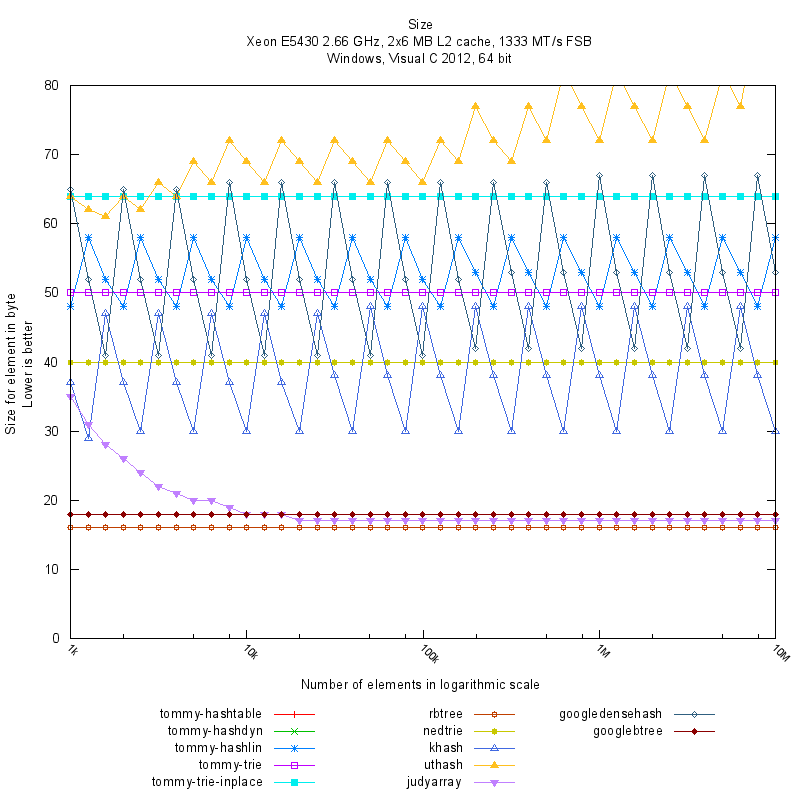 Size
Xeon E5430 2.66 GHz, 2x6 MB L2 cache, 1333 MT/s FSB
Windows, Visual C 2012, 64 bit
80
70
60
50
40
30
20
10
0
Size for element in byte
Lower is better
1k
10k
100k
1M
10M
Number of elements in logarithmic scale
tommy-hashtable
tommy-hashdyn
tommy-hashlin
tommy-trie
tommy-trie-inplace
rbtree
nedtrie
khash
uthash
judyarray
googledensehash
googlebtree